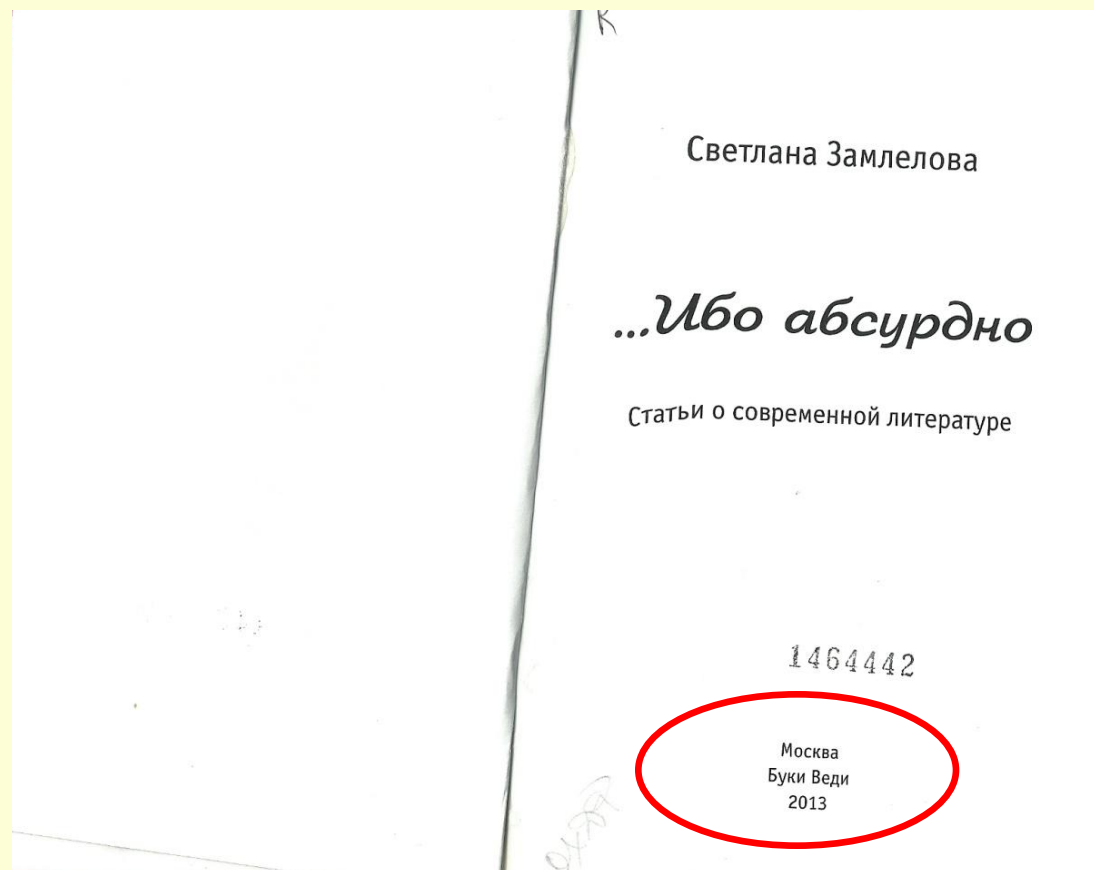 Светлана Замлелова
...Ибо абсурдно
Статьи о современной литературе
1464442
Москва
Буки Веди
2013